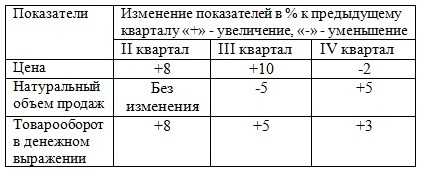 Показатели
Изменение показателей в % к предыдущему
кварталу «+» - увеличение, «-» - уменьшение
II квартал
III квартал
IV квартал
Цена
+8
+10
-2
Натуральный
объем продаж
Без
изменения
-5
+5
Товарооборот
в денежном
выражении
+8
+5
+3